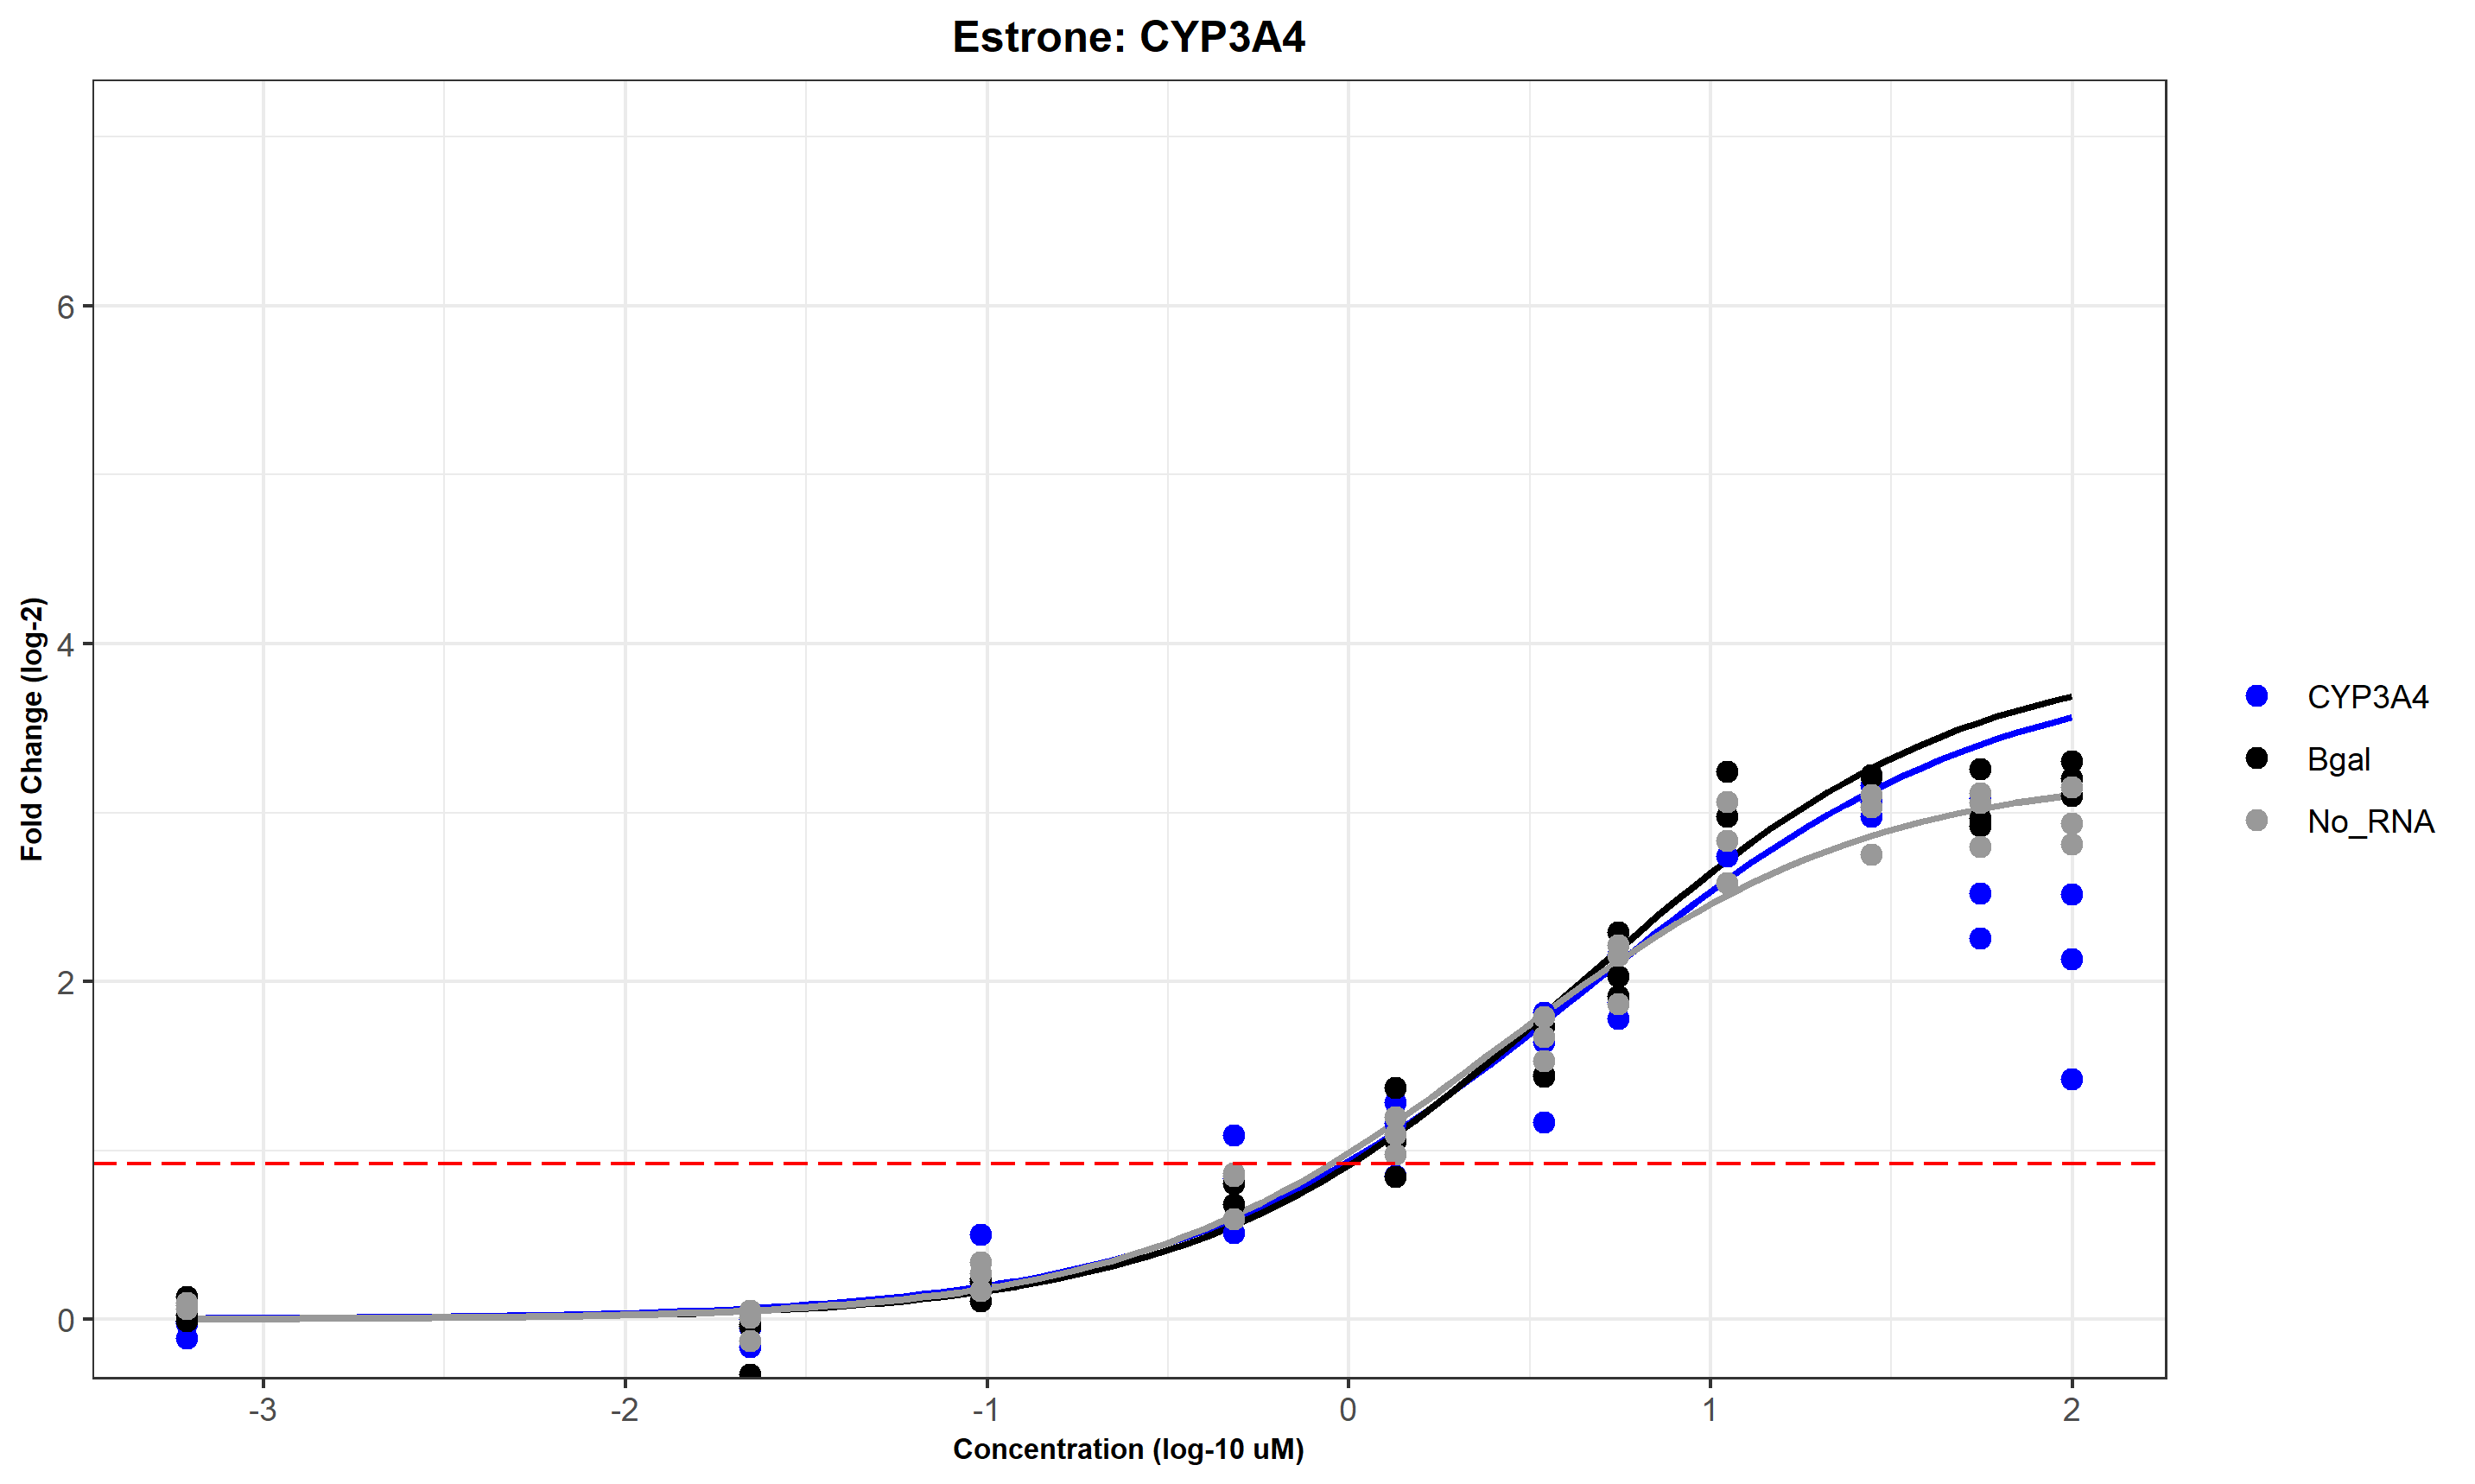 Estrone: CYP3A4
Fold Change (log-2)
6
4
2
0
-3 -2 -1 0 1 2
Concentration (log-10 uM)
CYP3A4
Bgal
No_RNA